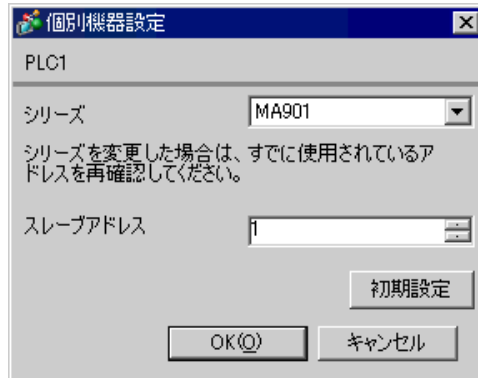 個別機器設定
PLC1
シリーズ MA901
シリーズを変更した場合は、すでに使用されているア
ドレスを再確認してください。
スレーブアドレス 1
初期設定
OK(O) キャンセル